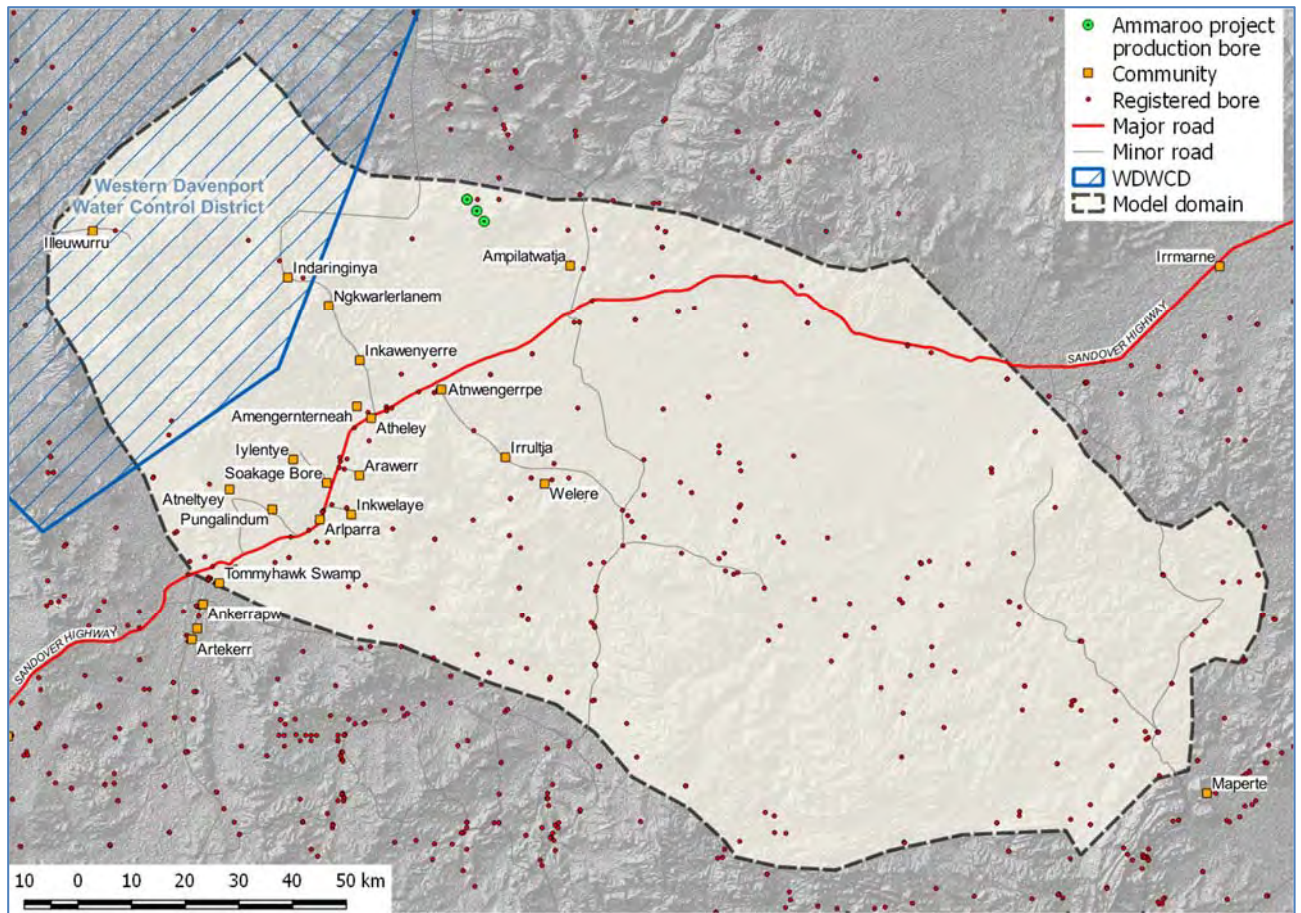 Ammaroo project
production bore
Community
Registered bore
Major road
Minor road
WDWCD
Model domain
Western Davenport
Water Control District
Illeuwurru
Indaringinya
Ampilatwatja
Irrmarne
Ngkwarlerlanem
SANDOVER HIGHWAY
Inkawenyerre
Atnwengerrpe
Amengernterneah
Atheley
Iylentye
Irrultja
Arawerr
Soakage Bore
Welere
Atneltyey
Inkwelaye
Pungalindum
Arlparra
Tommyhawk Swamp
Ankerrapw
SANDOVER HIGHWAY
Artekerr
Maperte
10 0 10 20 30 40 50 km